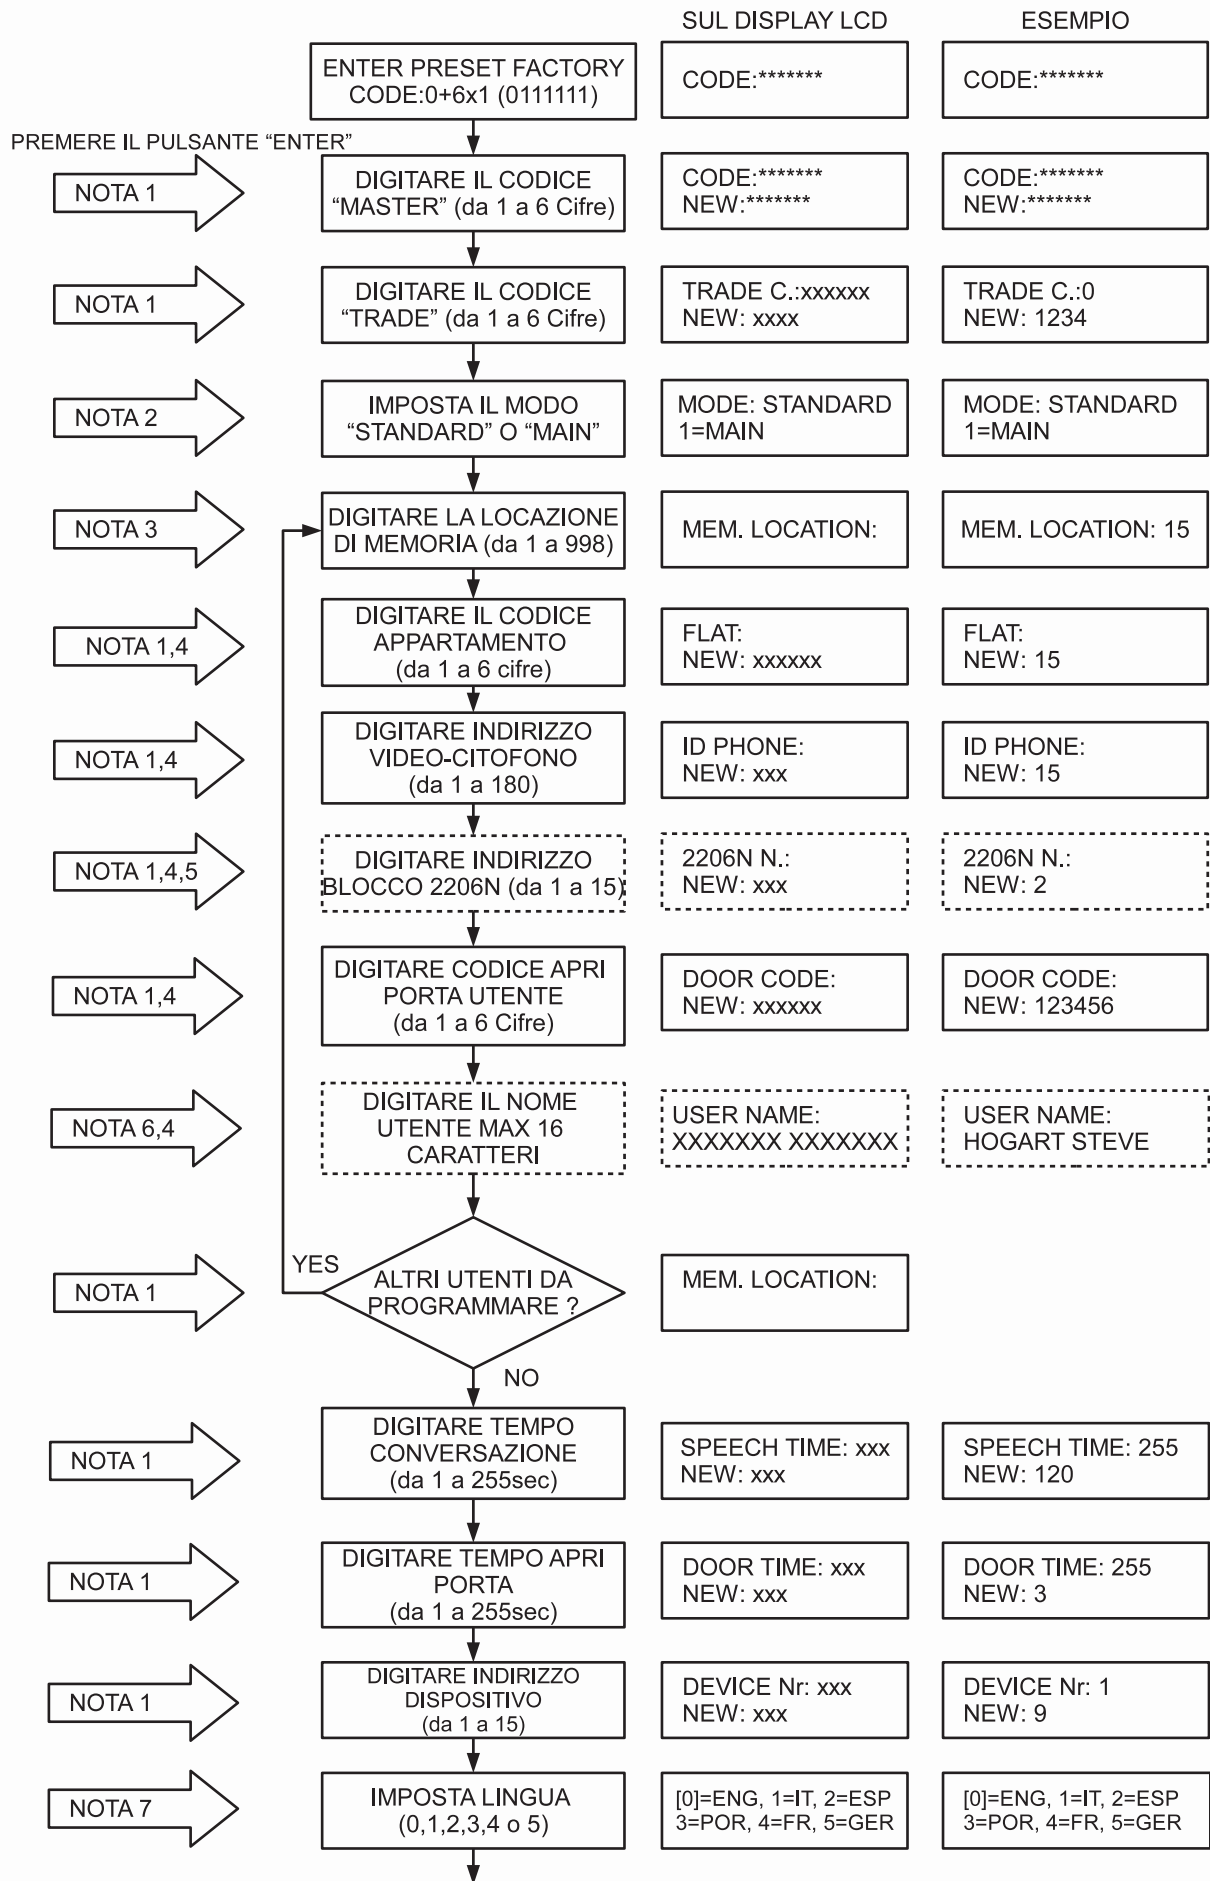 SUL DISPLAY LCD
ESEMPIO
ENTER PRESET FACTORY
CODE:0+6x1 (0111111)
CODE:*******
CODE:*******
PREMERE IL PULSANTE “ENTER”
NOTA 1
DIGITARE IL CODICE
“MASTER” (da 1 a 6 Cifre)
CODE:*******
NEW:*******
CODE:*******
NEW:*******
NOTA 1
DIGITARE IL CODICE
“TRADE” (da 1 a 6 Cifre)
TRADE C.:xxxxxx
NEW: xxxx
TRADE C.:0
NEW: 1234
NOTA 2
IMPOSTA IL MODO
“STANDARD” O “MAIN”
MODE: STANDARD
1=MAIN
MODE: STANDARD
1=MAIN
NOTA 3
DIGITARE LA LOCAZIONE
DI MEMORIA (da 1 a 998)
MEM. LOCATION:
MEM. LOCATION: 15
NOTA 1,4
DIGITARE IL CODICE
APPARTAMENTO
(da 1 a 6 cifre)
FLAT:
NEW: xxxxxx
FLAT:
NEW: 15
NOTA 1,4
DIGITARE INDIRIZZO
VIDEO-CITOFONO
(da 1 a 180)
ID PHONE:
NEW: xxx
ID PHONE:
NEW: 15
NOTA 1,4,5
DIGITARE INDIRIZZO
BLOCCO 2206N (da 1 a 15)
2206N N.:
NEW: xxx
2206N N.:
NEW: 2
NOTA 1,4
DIGITARE CODICE APRI
PORTA UTENTE
(da 1 a 6 Cifre)
DOOR CODE:
NEW: xxxxxx
DOOR CODE:
NEW: 123456
NOTA 6,4
DIGITARE IL NOME
UTENTE MAX 16
CARATTERI
USER NAME:
XXXXXXX XXXXXXX
USER NAME:
HOGART STEVE
YES
NOTA 1
ALTRI UTENTI DA
PROGRAMMARE ?
MEM. LOCATION:
NO
NOTA 1
DIGITARE TEMPO
CONVERSAZIONE
(da 1 a 255sec)
SPEECH TIME: xxx
NEW: xxx
SPEECH TIME: 255
NEW: 120
NOTA 1
DIGITARE TEMPO APRI
PORTA
(da 1 a 255sec)
DOOR TIME: xxx
NEW: xxx
DOOR TIME: 255
NEW: 3
NOTA 1
DIGITARE INDIRIZZO
DISPOSITIVO
(da 1 a 15)
DEVICE Nr: xxx
NEW: xxx
DEVICE Nr: 1
NEW: 9
NOTA 7
IMPOSTA LINGUA
(0,1,2,3,4 o 5)
[0]=ENG, 1=IT, 2=ESP
3=POR, 4=FR, 5=GER
[0]=ENG, 1=IT, 2=ESP
3=POR, 4=FR, 5=GER